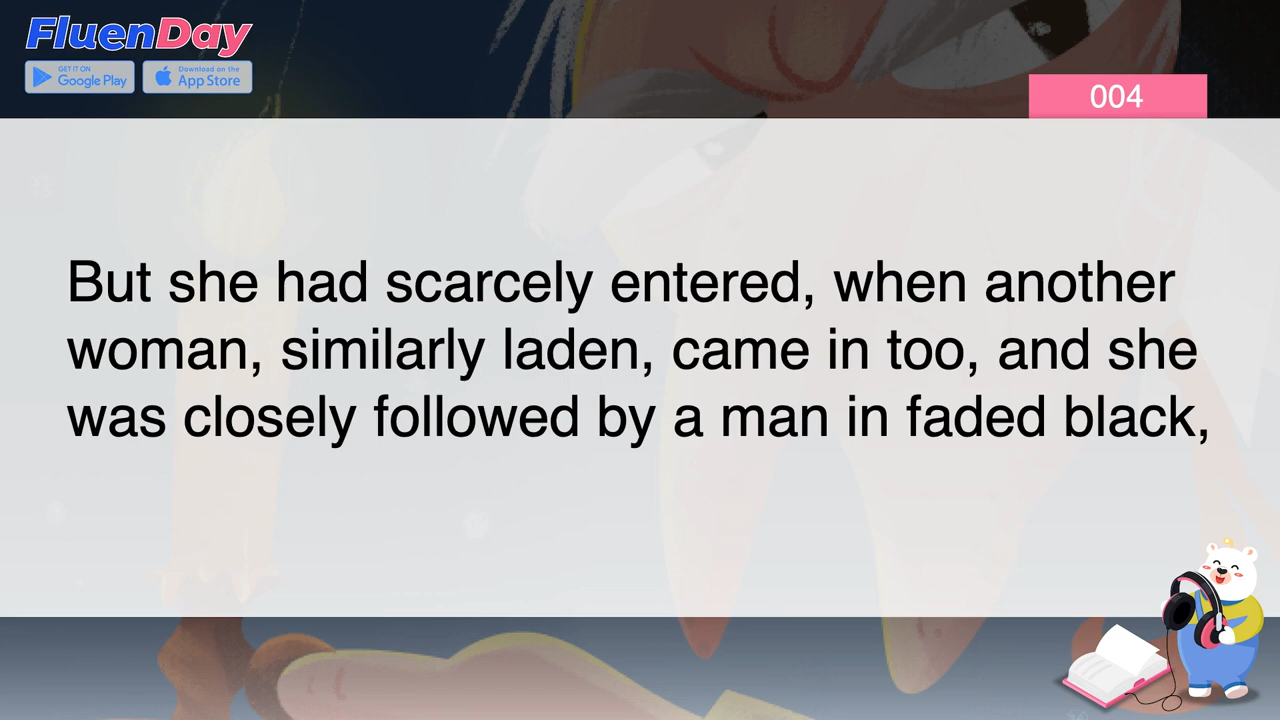 FluenDay
GET IT ON
Google Play
Download on the
App Store
004
But she had scarcely entered, when another
woman, similarly laden, came in too, and she
was closely followed by a man in faded black,